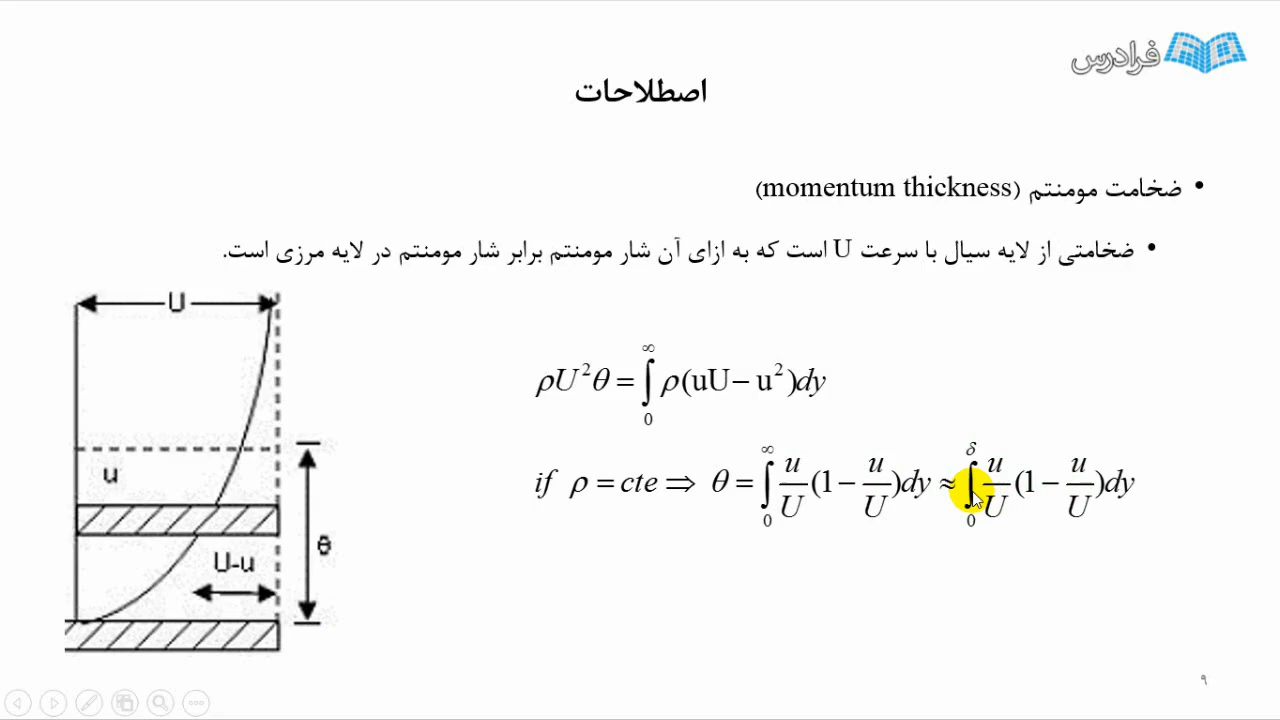 فرادرس
اصطلاحات
• ضخامت مومنتم (momentum thickness)
• ضخامتی از لایه سیال با سرعت U است که به ازای آن شار مومنتم برابر شار مومنتم در لایه مرزی است.
U
u
U-u
θ
ρU²θ = ∫₀^∞ ρ(uU − u²)dy
if ρ = cte ⇒ θ = ∫₀^∞ u/U (1 − u/U)dy ≈ ∫₀^δ u/U (1 − u/U)dy
۹